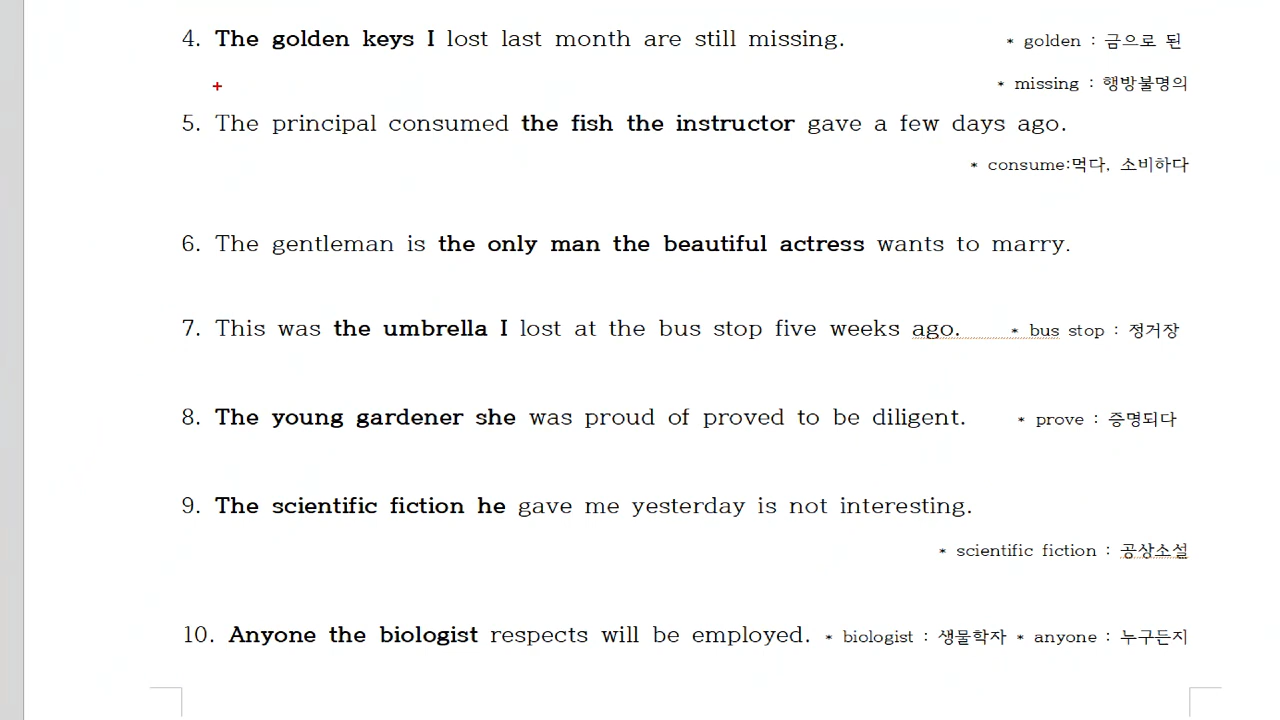 4. The golden keys I lost last month are still missing. * golden : 금으로 된
* missing : 행방불명의
5. The principal consumed the fish the instructor gave a few days ago.
* consume:먹다, 소비하다
6. The gentleman is the only man the beautiful actress wants to marry.
7. This was the umbrella I lost at the bus stop five weeks ago. * bus stop : 정거장
8. The young gardener she was proud of proved to be diligent. * prove : 증명되다
9. The scientific fiction he gave me yesterday is not interesting.
* scientific fiction : 공상소설
10. Anyone the biologist respects will be employed. * biologist : 생물학자 * anyone : 누구든지